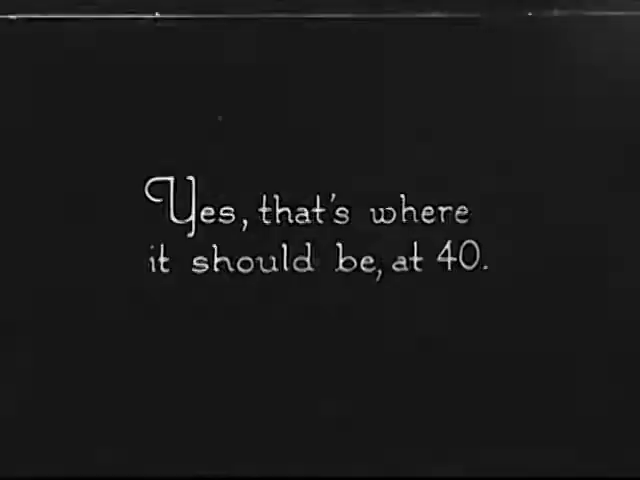 Yes, that's where
it should be, at 40.